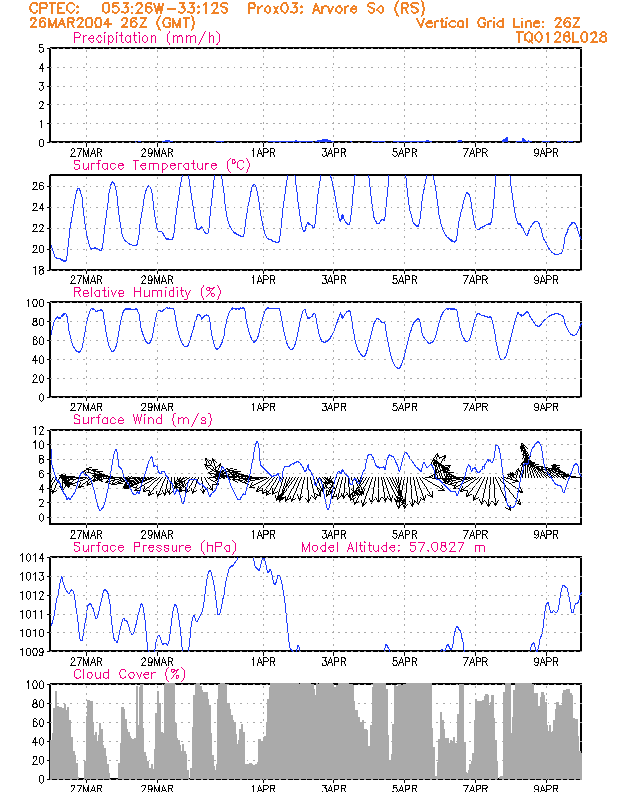 CPTEC: 053:26W-33:12S Prox03: Arvore So (RS)
26MAR2004 26Z (GMT) Vertical Grid Line: 26Z
Precipitation (mm/h) TQ0126L028
5
4
3
2
1
0
27MAR 29MAR 1APR 3APR 5APR 7APR 9APR
Surface Temperature (°C)
26
24
22
20
18
27MAR 29MAR 1APR 3APR 5APR 7APR 9APR
Relative Humidity (%)
100
80
60
40
20
0
27MAR 29MAR 1APR 3APR 5APR 7APR 9APR
Surface Wind (m/s)
12
10
8
6
4
2
0
27MAR 29MAR 1APR 3APR 5APR 7APR 9APR
Surface Pressure (hPa) Model Altitude: 57.0827 m
1014
1013
1012
1011
1010
1009
27MAR 29MAR 1APR 3APR 5APR 7APR 9APR
Cloud Cover (%)
100
80
60
40
20
0
27MAR 29MAR 1APR 3APR 5APR 7APR 9APR